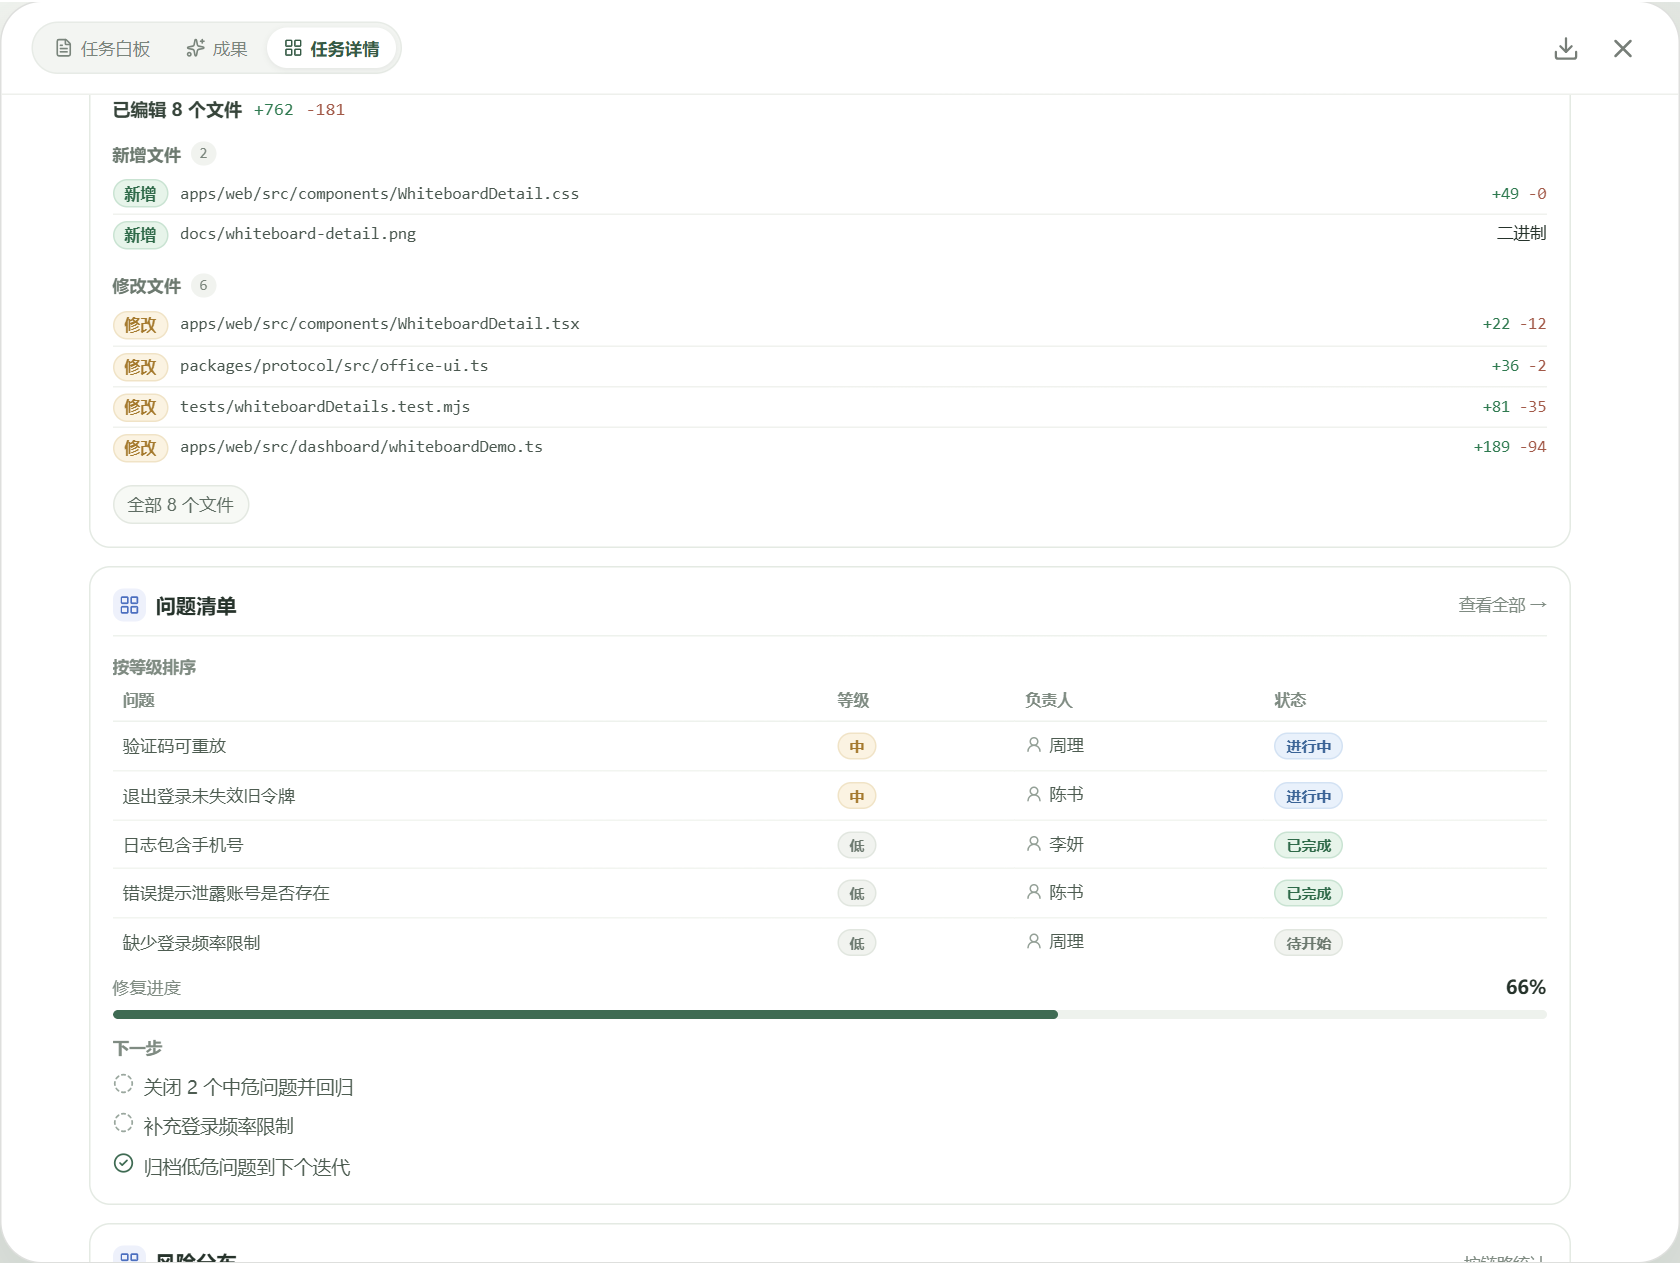 任务白板 成果 任务详情
已编辑 8 个文件 +762 -181
新增文件 2
新增 apps/web/src/components/WhiteboardDetail.css +49 -0
新增 docs/whiteboard-detail.png 二进制
修改文件 6
修改 apps/web/src/components/WhiteboardDetail.tsx +22 -12
修改 packages/protocol/src/office-ui.ts +36 -2
修改 tests/whiteboardDetails.test.mjs +81 -35
修改 apps/web/src/dashboard/whiteboardDemo.ts +189 -94
全部 8 个文件
问题清单 查看全部 →
按等级排序
问题 等级 负责人 状态
验证码可重放 中 周理 进行中
退出登录未失效旧令牌 中 陈书 进行中
日志包含手机号 低 李妍 已完成
错误提示泄露账号是否存在 低 陈书 已完成
缺少登录频率限制 低 周理 待开始
修复进度 66%
下一步
关闭 2 个中危问题并回归
补充登录频率限制
归档低危问题到下个迭代
风险分布 按链路统计